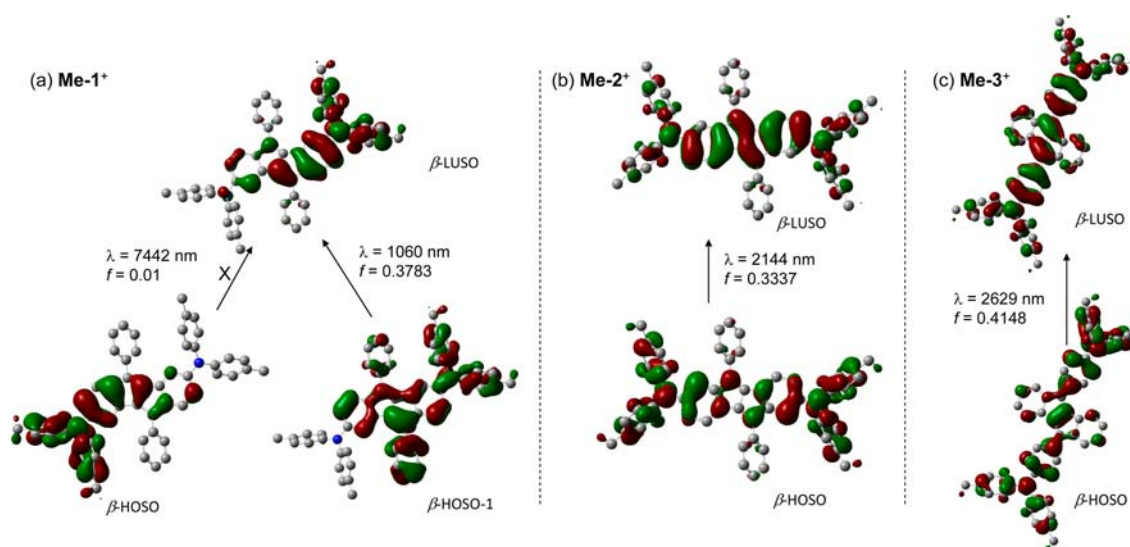 (a) Me-1⁺
β-LUSO
λ = 7442 nm
f = 0.01
X
λ = 1060 nm
f = 0.3783
β-HOSO
β-HOSO-1
(b) Me-2⁺
β-LUSO
λ = 2144 nm
f = 0.3337
β-HOSO
(c) Me-3⁺
β-LUSO
λ = 2629 nm
f = 0.4148
β-HOSO